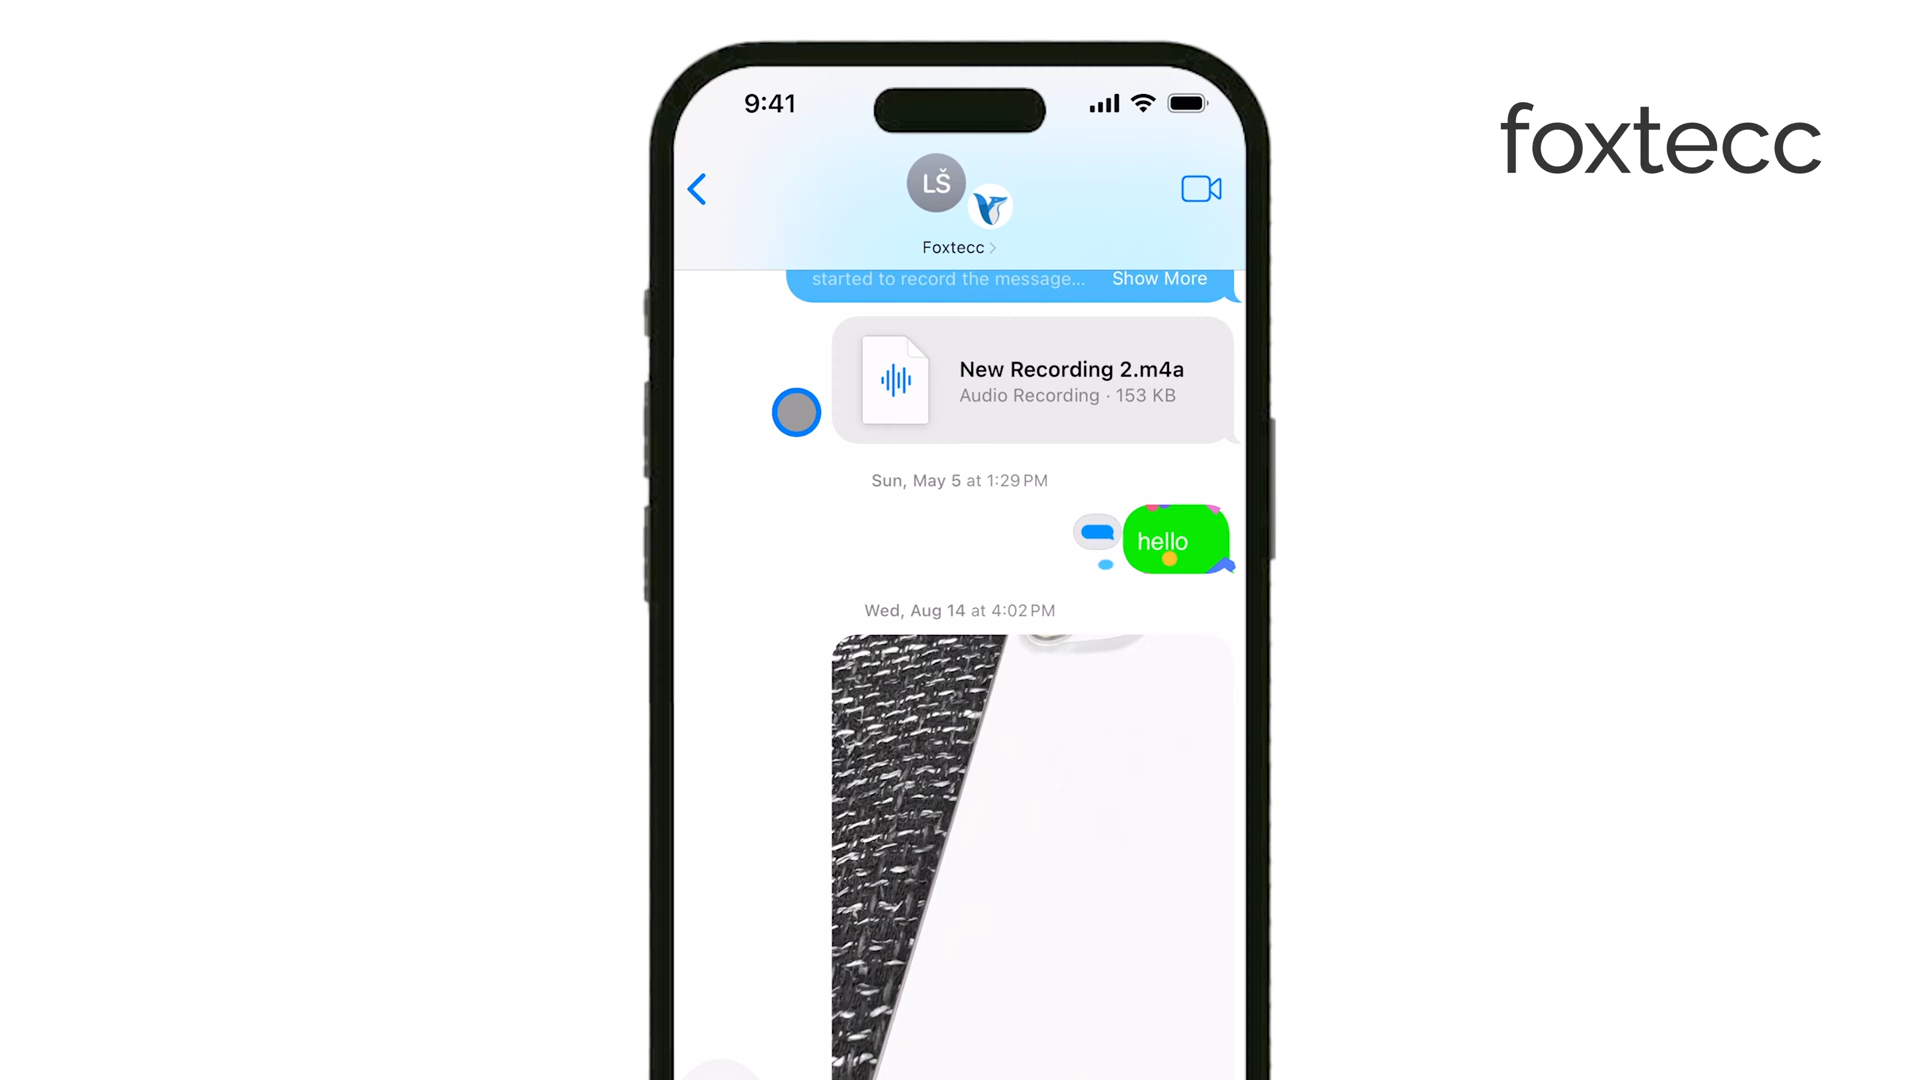 9:41
foxtecc
LŠ
Foxtecc
started to record the message... Show More
New Recording 2.m4a
Audio Recording · 153 KB
Sun, May 5 at 1:29 PM
hello
Wed, Aug 14 at 4:02 PM